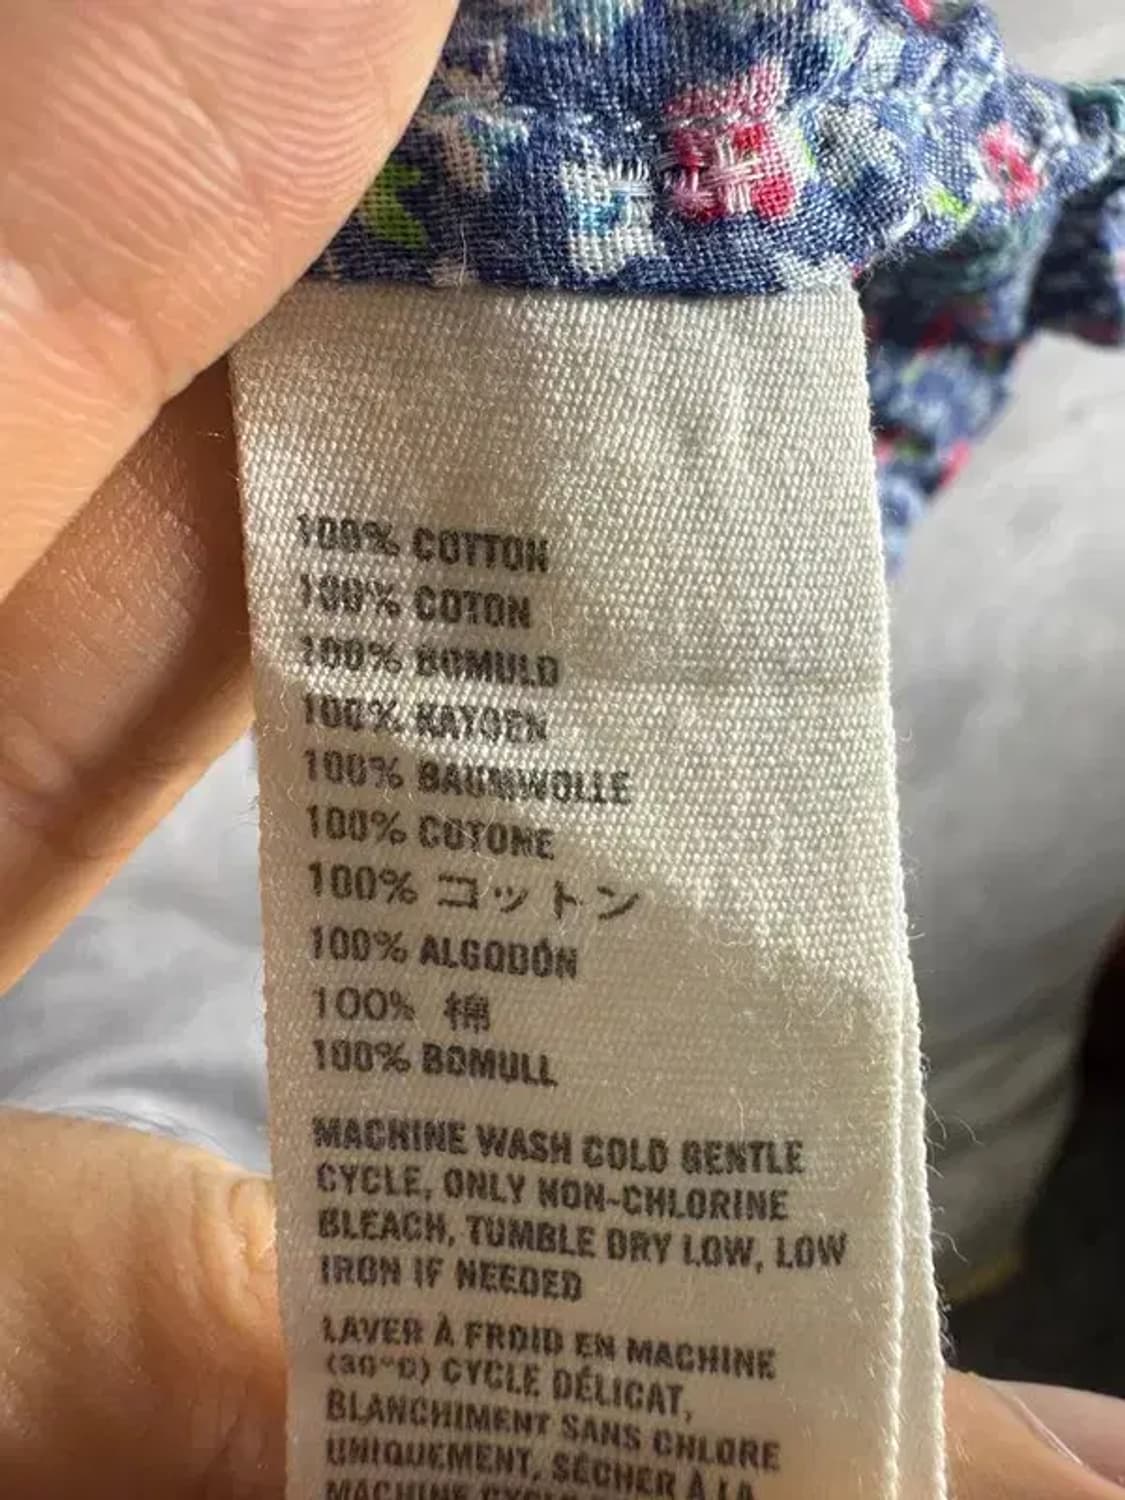 100% COTTON
100% COTON
100% BOMULD
100% KATOEN
100% BAUMWOLLE
100% COTONE
100% コットン
100% ALGODÓN
100% 棉
100% BOMULL
MACHINE WASH COLD GENTLE
CYCLE, ONLY NON-CHLORINE
BLEACH, TUMBLE DRY LOW, LOW
IRON IF NEEDED
LAVER À FROID EN MACHINE
(30°C) CYCLE DÉLICAT,
BLANCHIMENT SANS CHLORE
UNIQUEMENT, SÉCHER À LA
MACHINE